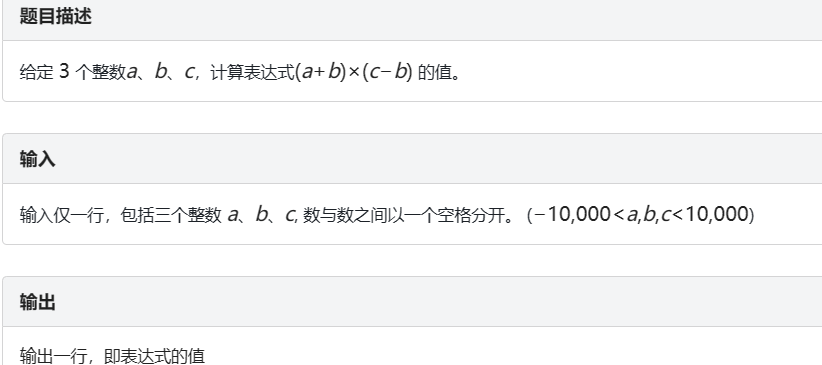 题目描述
给定 3 个整数a、b、c，计算表达式(a+b)×(c−b) 的值。
输入
输入仅一行，包括三个整数 a、b、c, 数与数之间以一个空格分开。 (−10,000<a,b,c<10,000)
输出
输出一行，即表达式的值